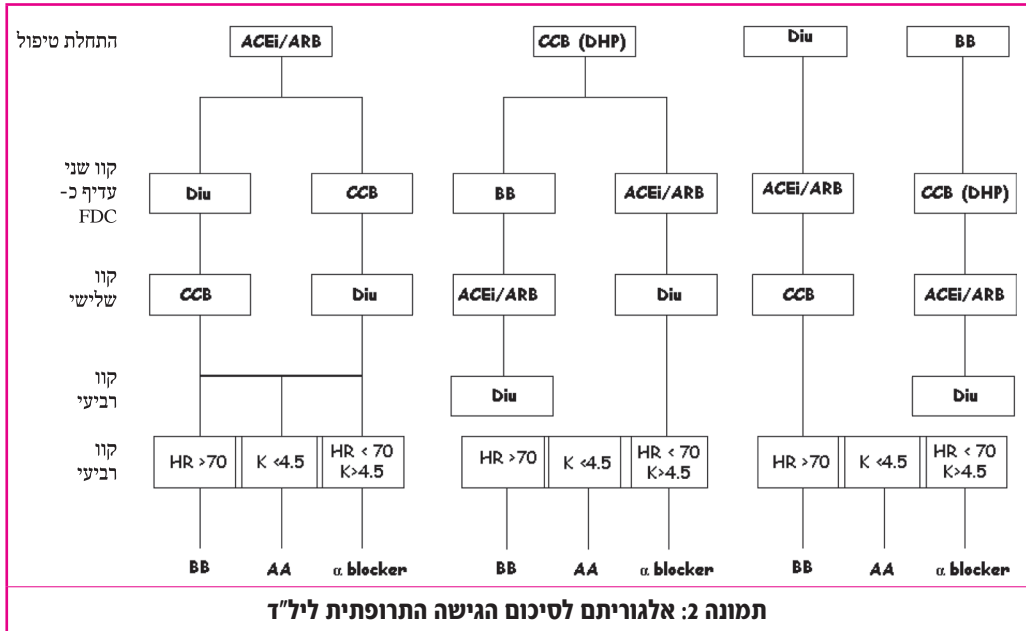 התחלת טיפול
ACEi/ARB
CCB (DHP)
Diu
BB
קוו שני
עדיף כ-
FDC
Diu
CCB
BB
ACEi/ARB
ACEi/ARB
CCB (DHP)
קוו
שלישי
CCB
Diu
ACEi/ARB
Diu
CCB
ACEi/ARB
קוו
רביעי
Diu
Diu
קוו
רביעי
HR >70
K <4.5
HR < 70
K>4.5
HR >70
K <4.5
HR < 70
K>4.5
HR >70
K <4.5
HR < 70
K>4.5
BB
AA
α blocker
BB
AA
α blocker
BB
AA
α blocker
תמונה 2: אלגוריתם לסיכום הגישה התרופתית ליל"ד